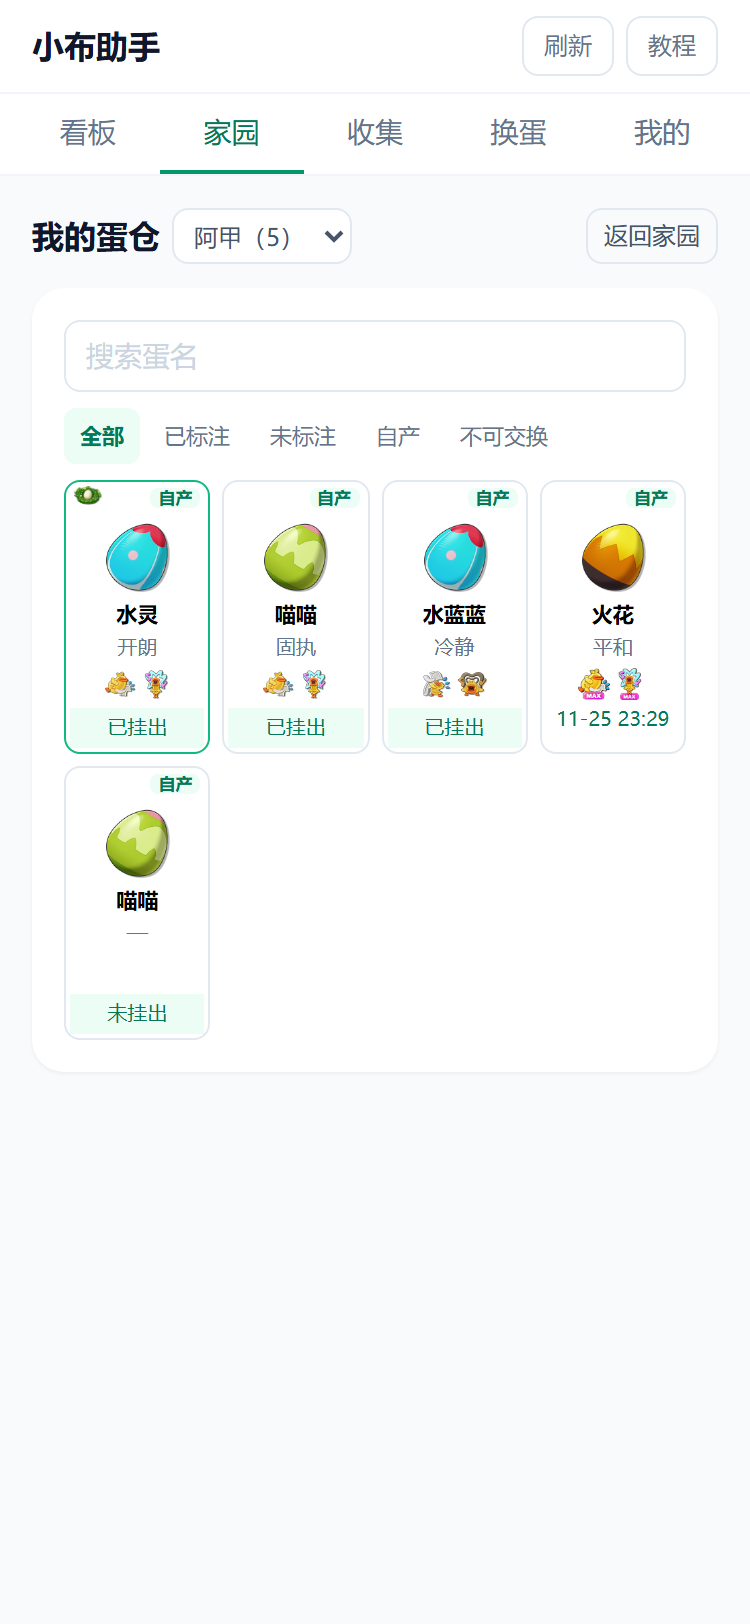 小布助手 刷新 教程
看板 家园 收集 换蛋 我的
我的蛋仓 阿甲（5） 返回家园
搜索蛋名
全部 已标注 未标注 自产 不可交换
自产 自产 自产 自产
水灵 喵喵 水蓝蓝 火花
开朗 固执 冷静 平和
MAX MAX
已挂出 已挂出 已挂出 11-25 23:29
自产
喵喵
—
未挂出